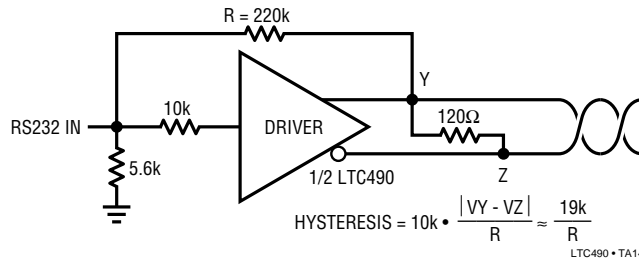 R = 220k
Y
RS232 IN
10k
DRIVER
120Ω
5.6k
1/2 LTC490
Z
HYSTERESIS = 10k • |VY - VZ| / R ≈ 19k / R
LTC490 • TA1